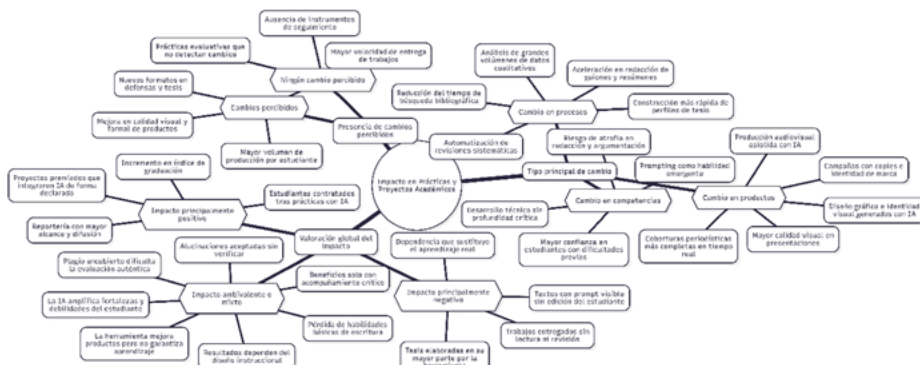 Ausencia de instrumentos
de seguimiento
Prácticas evaluativas que
no detectan cambios
Mayor velocidad de entrega
de trabajos
Ningún cambio percibido
Nuevos formatos en
defensas y tesis
Cambios percibidos
Mejora en calidad visual y
formal de productos
Presencia de cambios
percibidos
Mayor volumen de
producción por estudiante
Análisis de grandes
volúmenes de datos
cualitativos
Aceleración en redacción de
guiones y resúmenes
Reducción del tiempo de
búsqueda bibliográfica
Cambio en procesos
Construcción más rápida de
perfiles de tesis
Automatización de
revisiones sistemáticas
Riesgo de atrofia en
redacción y argumentación
Producción audiovisual
asistida con IA
Impacto en Prácticas y
Proyectos Académicos
Tipo principal de cambio
Prompting como habilidad
emergente
Campañas con copies e
identidad de marca
Cambio en productos
Cambio en competencias
Desarrollo técnico sin
profundidad crítica
Diseño gráfico e identidad
visual generados con IA
Mayor confianza en
estudiantes con dificultades
previas
Coberturas periodísticas
más completas en tiempo
real
Mayor calidad visual en
presentaciones
Incremento en índice de
graduación
Proyectos premiados que
integraron IA de forma
declarada
Estudiantes contratados
tras prácticas con IA
Impacto principalmente
positivo
Reportería con mayor
alcance y difusión
Valoración global del
impacto
Alucinaciones aceptadas sin
verificar
Dependencia que sustituye
el aprendizaje real
Plagio encubierto dificulta
la evaluación auténtica
Beneficios solo con
acompañamiento crítico
La IA amplifica fortalezas y
debilidades del estudiante
Impacto ambivalente o
mixto
Impacto principalmente
negativo
Textos con prompt visible
sin edición del estudiante
Pérdida de habilidades
básicas de escritura
Trabajos entregados sin
lectura ni revisión
La herramienta mejora
productos pero no garantiza
aprendizaje
Resultados dependen del
diseño instruccional
Tesis elaboradas en su
mayor parte por la
herramienta